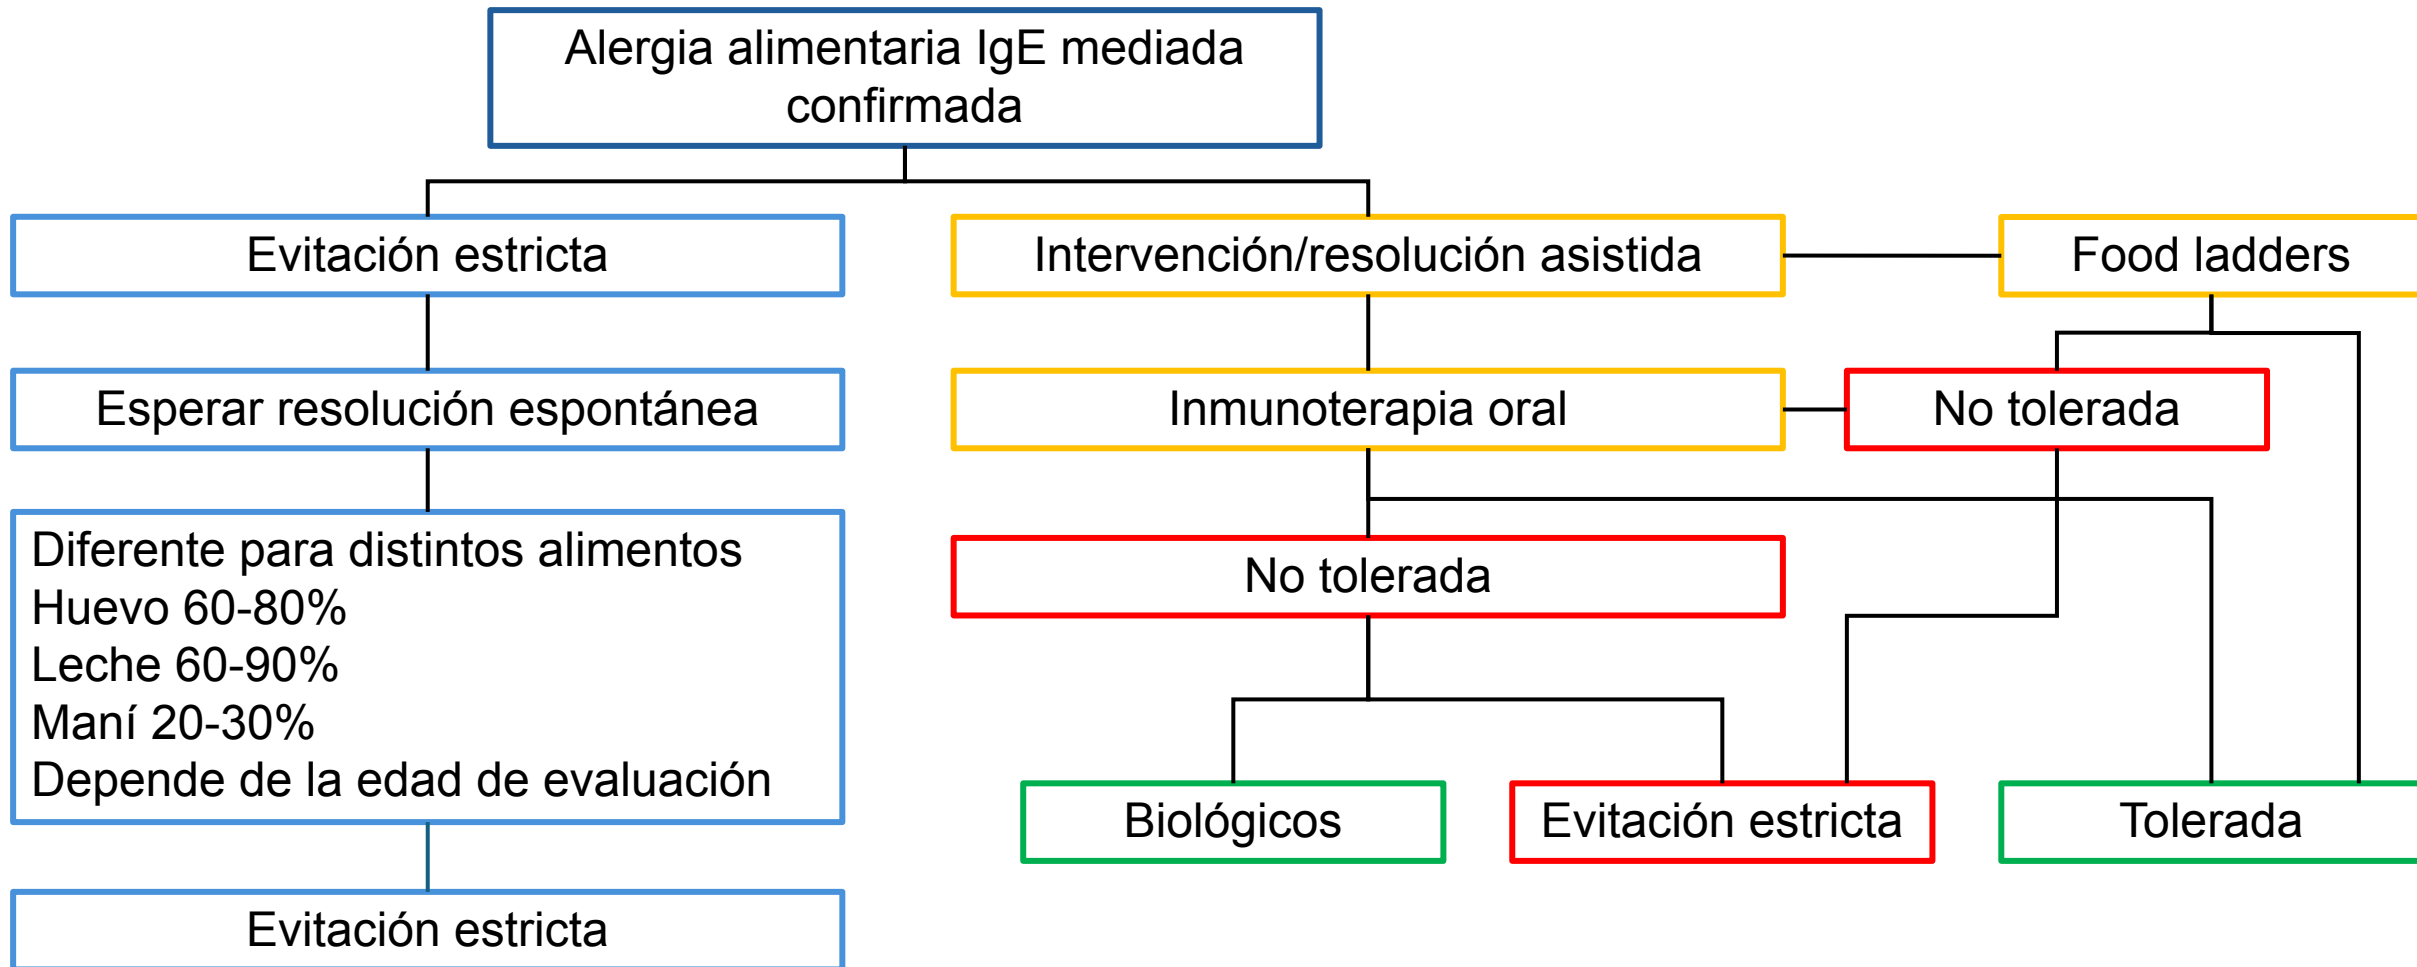 Alergia alimentaria IgE mediada
confirmada
Evitación estricta
Intervención/resolución asistida
Food ladders
Esperar resolución espontánea
Inmunoterapia oral
No tolerada
Diferente para distintos alimentos
Huevo 60-80%
Leche 60-90%
Maní 20-30%
Depende de la edad de evaluación
No tolerada
Biológicos
Evitación estricta
Tolerada
Evitación estricta